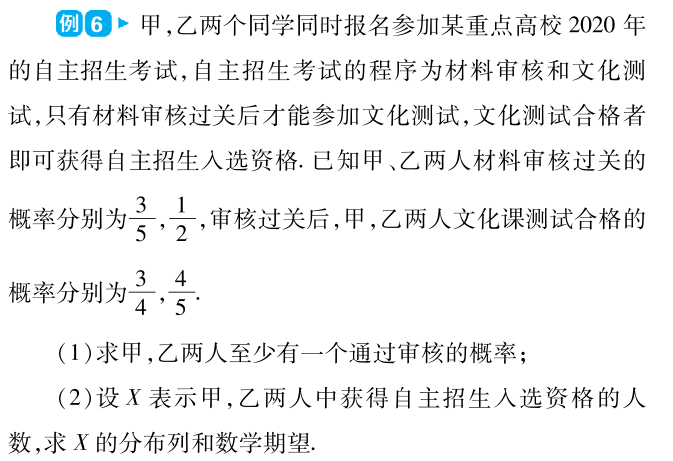 例6▶ 甲,乙两个同学同时报名参加某重点高校 2020 年
的自主招生考试,自主招生考试的程序为材料审核和文化测
试,只有材料审核过关后才能参加文化测试,文化测试合格者
即可获得自主招生入选资格. 已知甲、乙两人材料审核过关的
概率分别为3/5,1/2,审核过关后,甲,乙两人文化课测试合格的
概率分别为3/4,4/5.
(1)求甲,乙两人至少有一个通过审核的概率;
(2)设 X 表示甲,乙两人中获得自主招生入选资格的人
数,求 X 的分布列和数学期望.